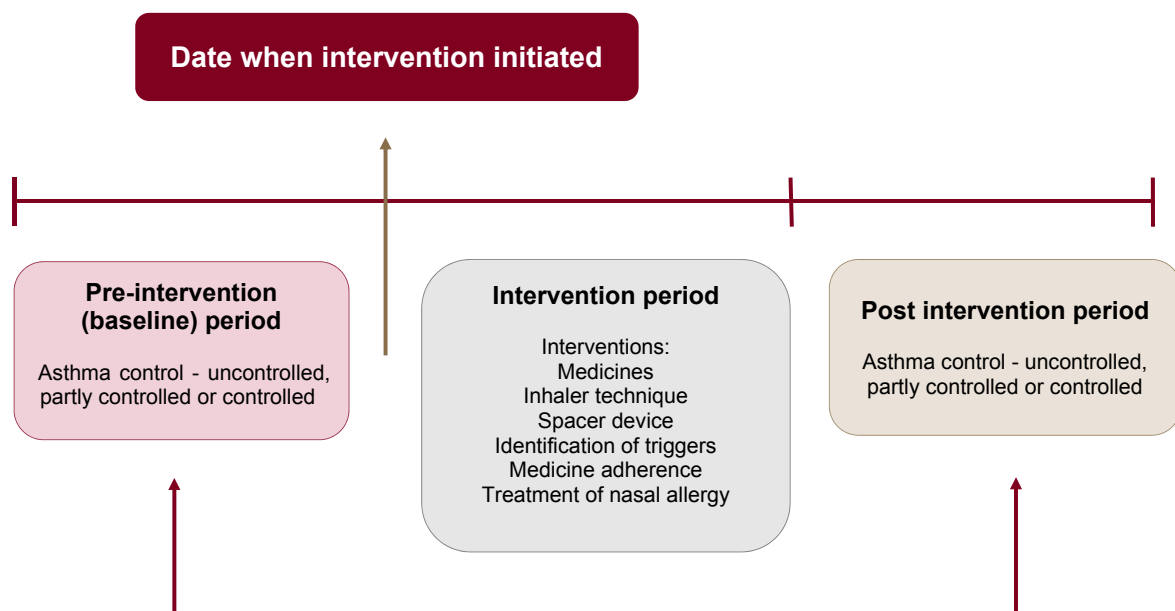 Date when intervention initiated
Pre-intervention
(baseline) period
Asthma control - uncontrolled,
partly controlled or controlled
Intervention period
Interventions:
Medicines
Inhaler technique
Spacer device
Identification of triggers
Medicine adherence
Treatment of nasal allergy
Post intervention period
Asthma control - uncontrolled,
partly controlled or controlled